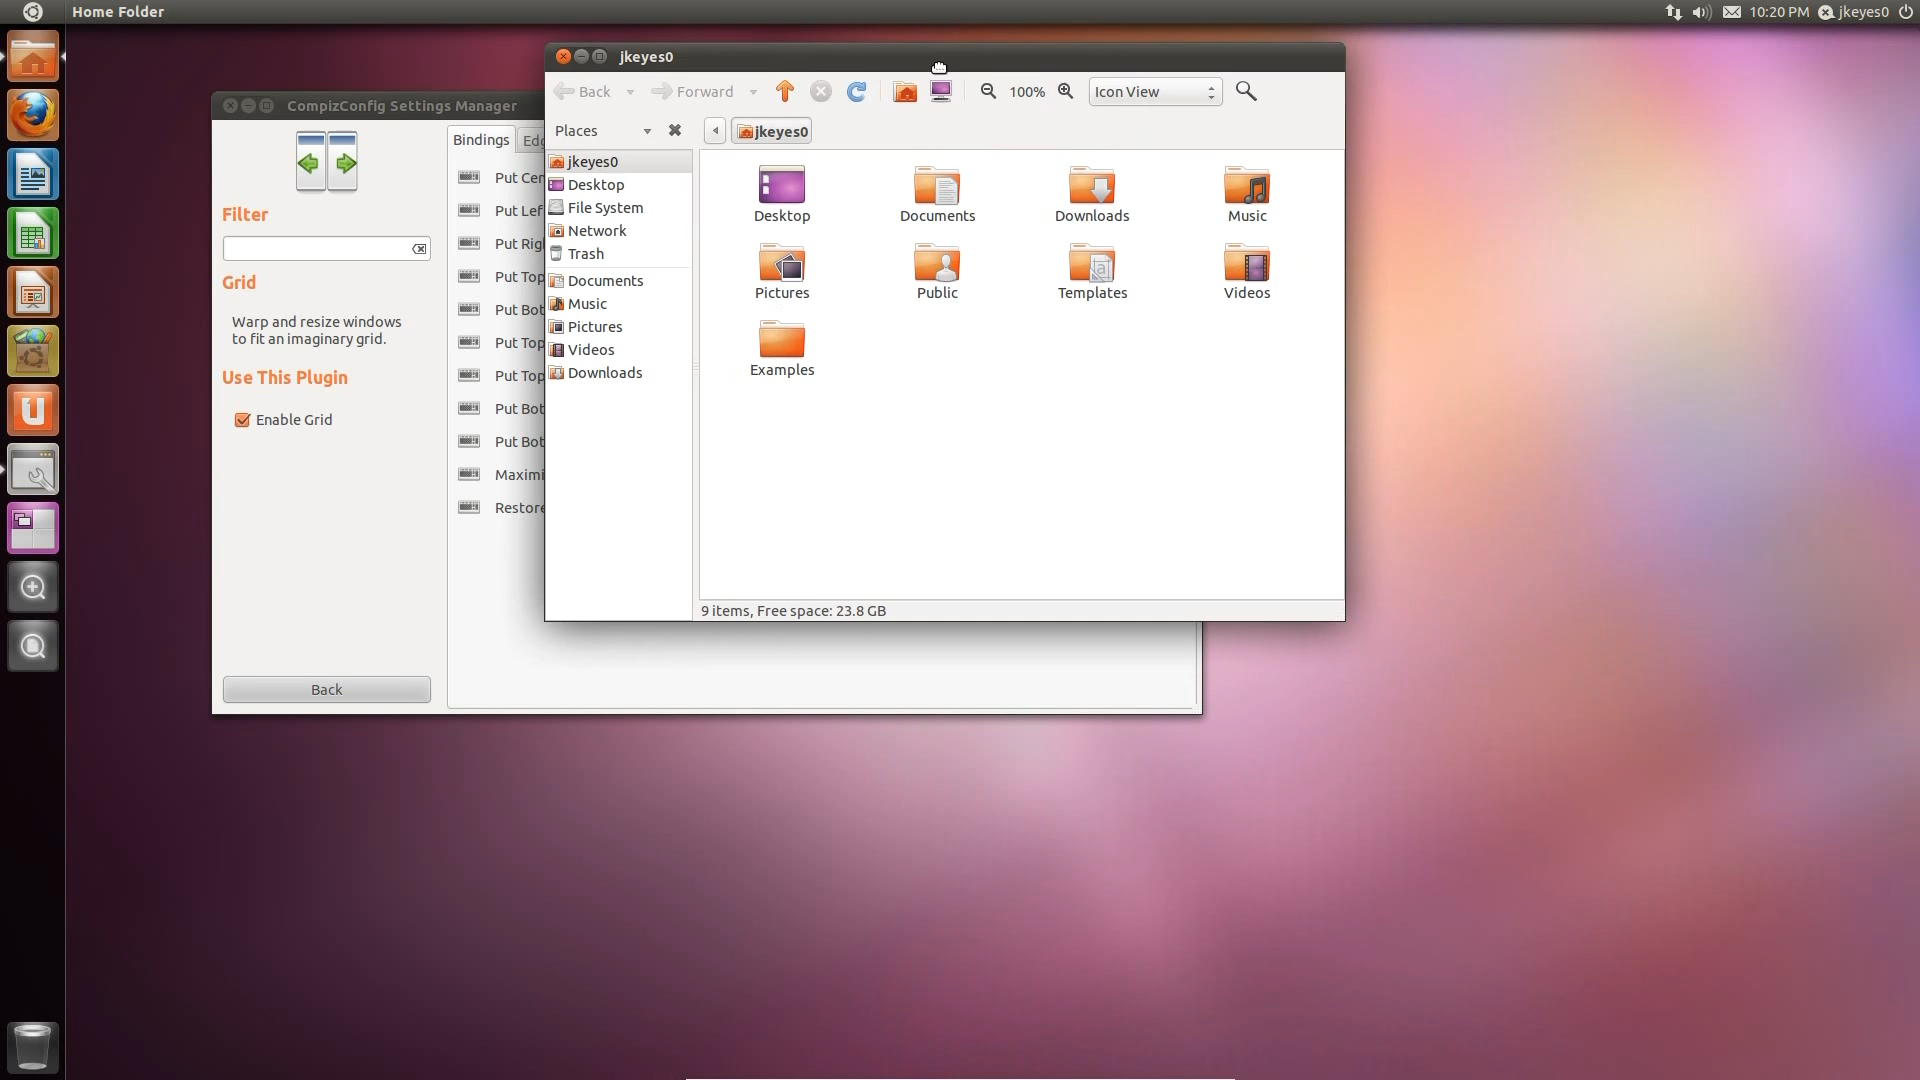 Home Folder
10:20 PM jkeyes0
jkeyes0
Back Forward 100% Icon View
Places jkeyes0
jkeyes0
Desktop
File System
Network
Trash
Documents
Music
Pictures
Videos
Downloads
Desktop Documents Downloads Music
Pictures Public Templates Videos
Examples
9 items, Free space: 23.8 GB
CompizConfig Settings Manager
Filter
Grid
Warp and resize windows
to fit an imaginary grid.
Use This Plugin
Enable Grid
Back
Bindings Edg
Put Cen
Put Lef
Put Rig
Put Top
Put Bot
Put Top
Put Top
Put Bot
Put Bot
Maximi
Restore